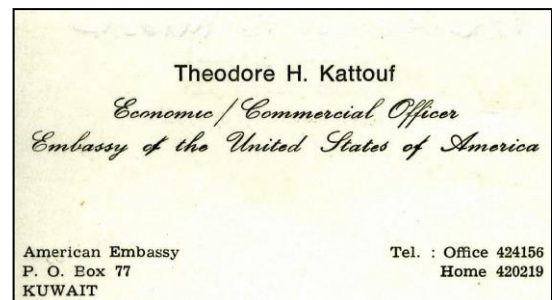 Theodore H. Kattouf
Economic / Commercial Officer
Embassy of the United States of America
American Embassy
P. O. Box 77
KUWAIT
Tel. : Office 424156
Home 420219